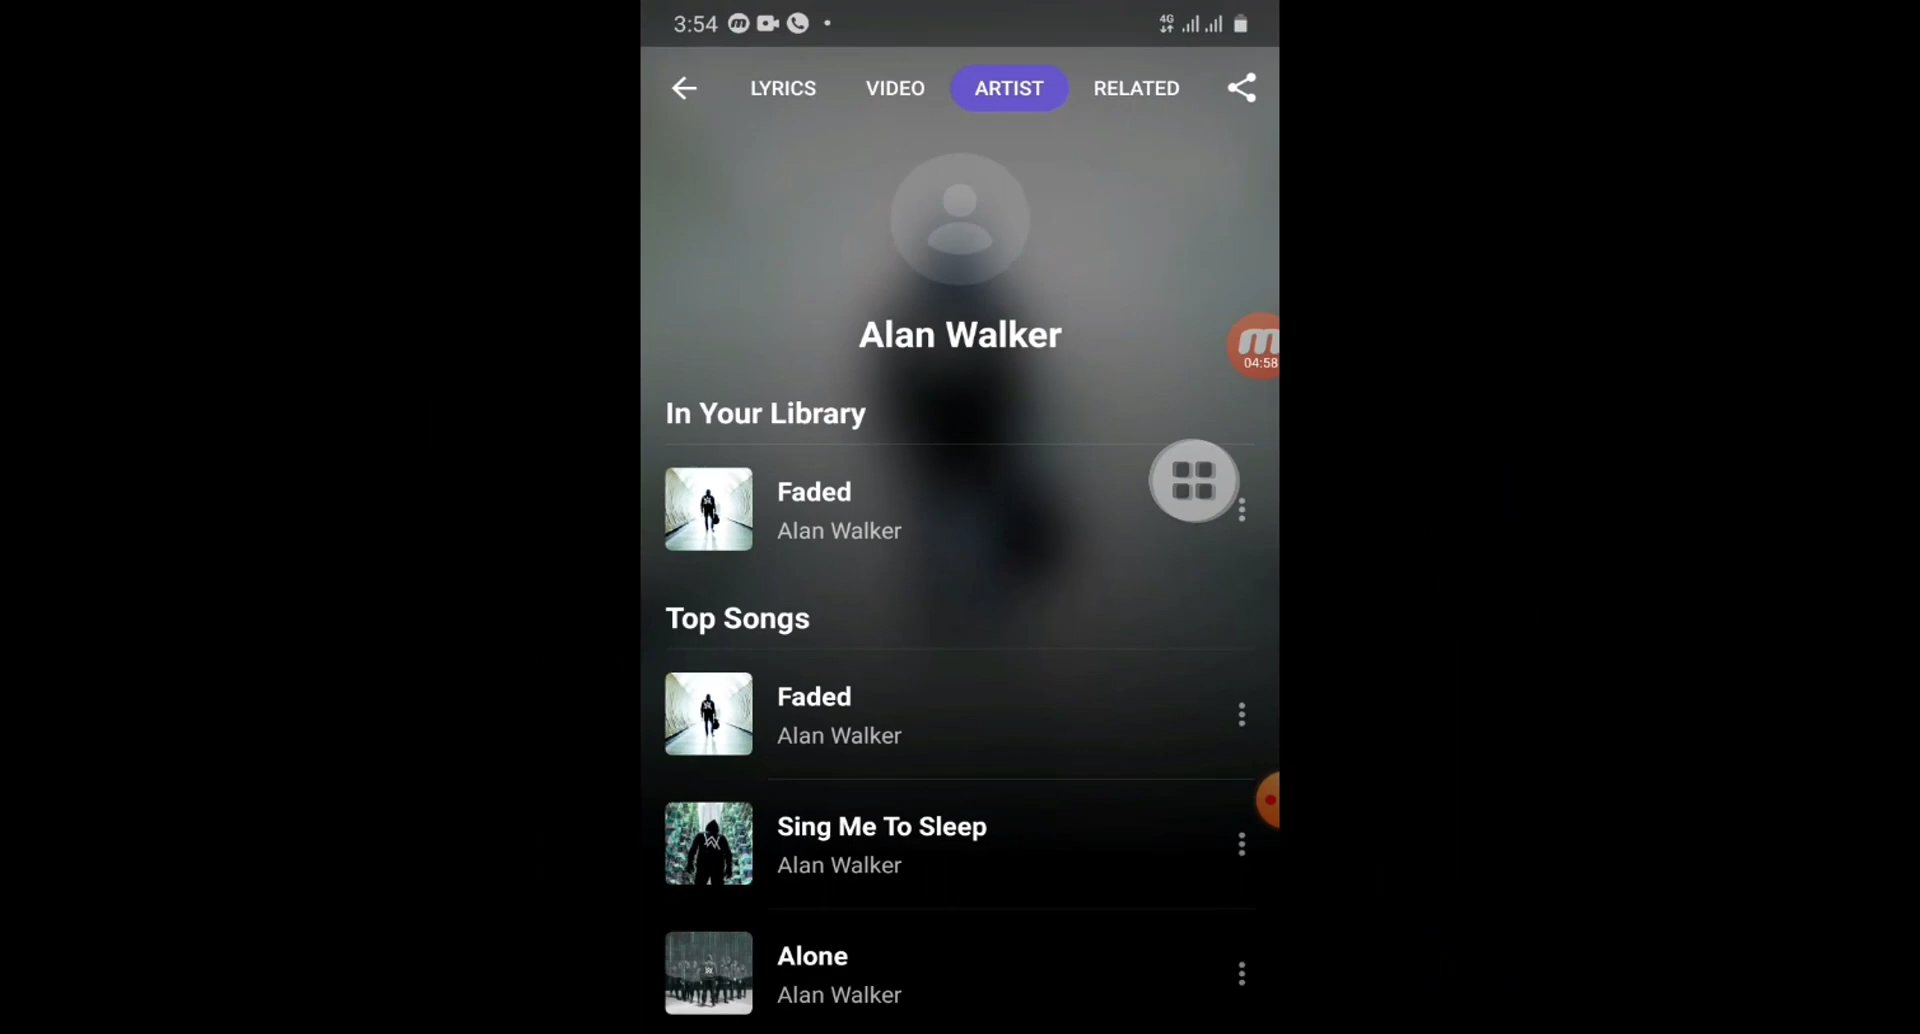 3:54 4G
LYRICS VIDEO ARTIST RELATED
Alan Walker
m
04:58
In Your Library
Faded
Alan Walker
Top Songs
Faded
Alan Walker
Sing Me To Sleep
Alan Walker
Alone
Alan Walker